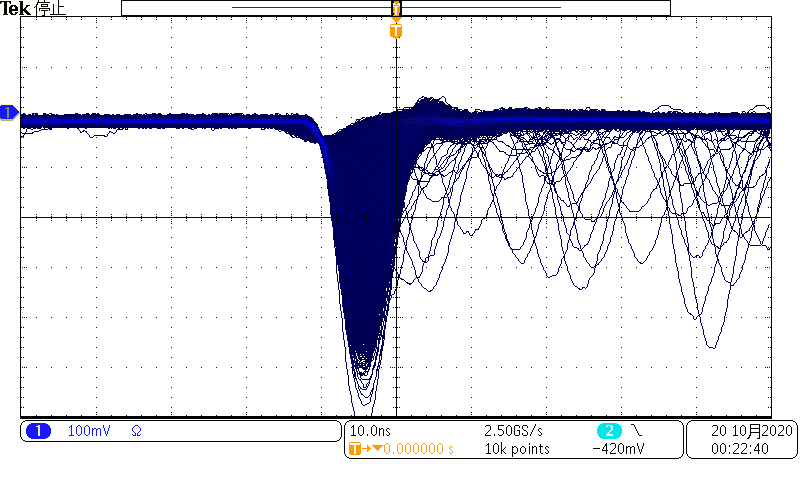 Tek 停止
T
T
1
1 100mV Ω
10.0ns 2.50GS/s 2
T→▼0.000000 s 10k points −420mV
20 10月2020
00:22:40